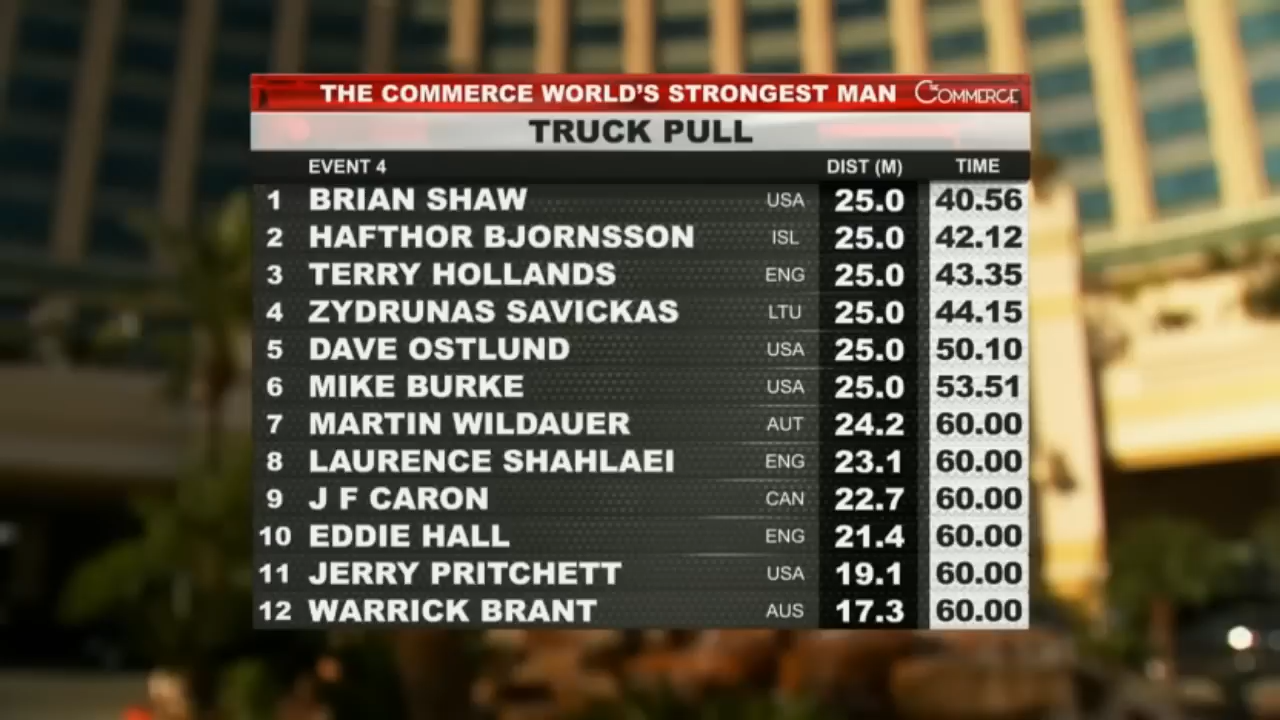 THE COMMERCE WORLD'S STRONGEST MAN THE COMMERCE
TRUCK PULL
EVENT 4 DIST (M) TIME
1 BRIAN SHAW USA 25.0 40.56
2 HAFTHOR BJORNSSON ISL 25.0 42.12
3 TERRY HOLLANDS ENG 25.0 43.35
4 ZYDRUNAS SAVICKAS LTU 25.0 44.15
5 DAVE OSTLUND USA 25.0 50.10
6 MIKE BURKE USA 25.0 53.51
7 MARTIN WILDAUER AUT 24.2 60.00
8 LAURENCE SHAHLAEI ENG 23.1 60.00
9 J F CARON CAN 22.7 60.00
10 EDDIE HALL ENG 21.4 60.00
11 JERRY PRITCHETT USA 19.1 60.00
12 WARRICK BRANT AUS 17.3 60.00